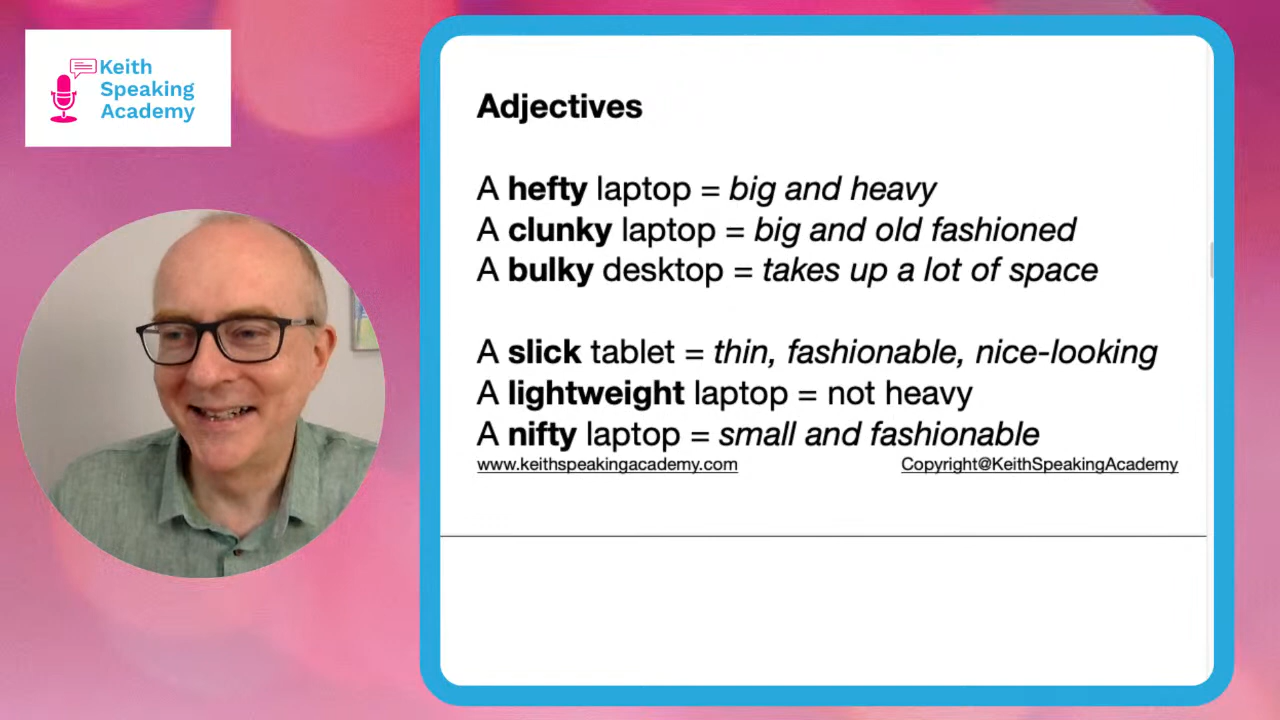 Keith
Speaking
Academy
Adjectives
A hefty laptop = big and heavy
A clunky laptop = big and old fashioned
A bulky desktop = takes up a lot of space
A slick tablet = thin, fashionable, nice-looking
A lightweight laptop = not heavy
A nifty laptop = small and fashionable
www.keithspeakingacademy.com Copyright@KeithSpeakingAcademy